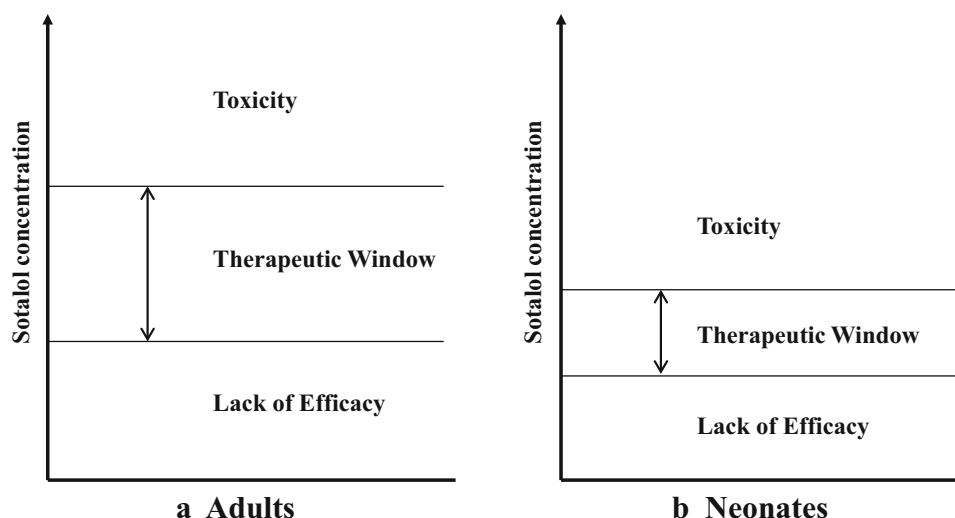 Sotalol concentration
Toxicity
Therapeutic Window
Lack of Efficacy
a Adults
Sotalol concentration
Toxicity
Therapeutic Window
Lack of Efficacy
b Neonates